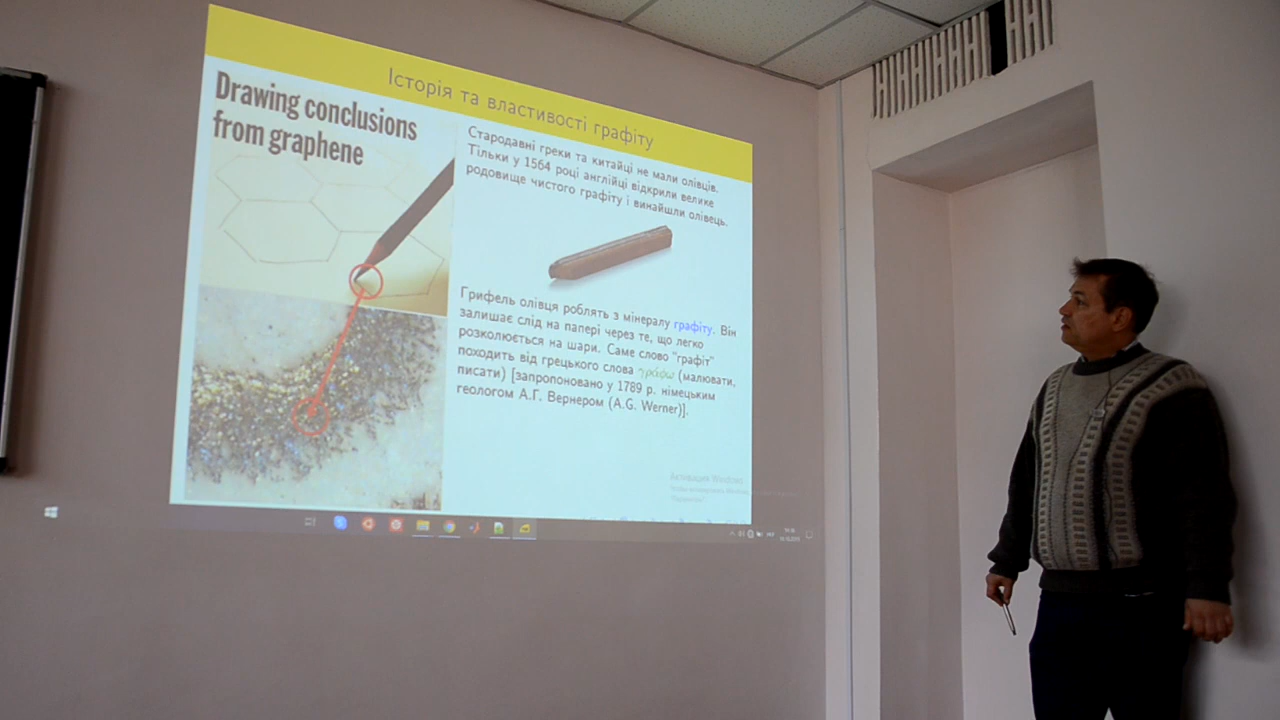 Історія та властивості графіту
Drawing conclusions
from graphene
Стародавні греки та китайці не мали олівців.
Тільки у 1564 році англійці відкрили велике
родовище чистого графіту і винайшли олівець.
Грифель олівця роблять з мінералу графіту. Він
залишає слід на папері через те, що легко
розколюється на шари. Саме слово "графіт"
походить від грецького слова γράφω (малювати,
писати) [запропоновано у 1789 р. німецьким
геологом А.Г. Вернером (A.G. Werner)].
Активация Windows